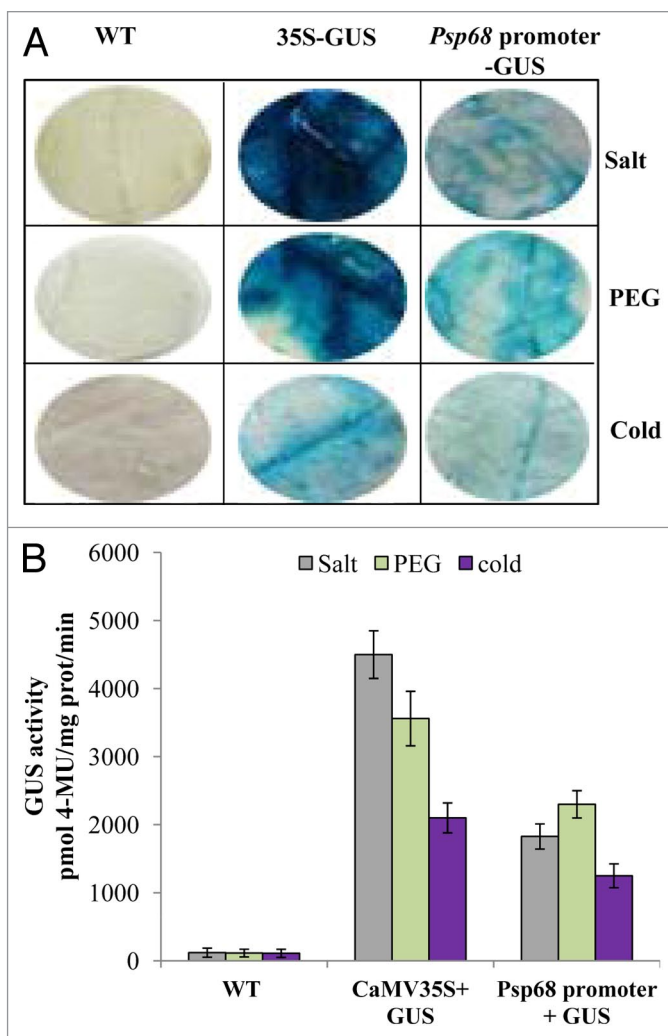 A
WT 35S-GUS Psp68 promoter
-GUS
Salt
PEG
Cold
B
6000
Salt PEG cold
5000
4000
3000
2000
1000
0
GUS activity
pmol 4-MU/mg prot/min
WT CaMV35S+ Psp68 promoter
GUS + GUS